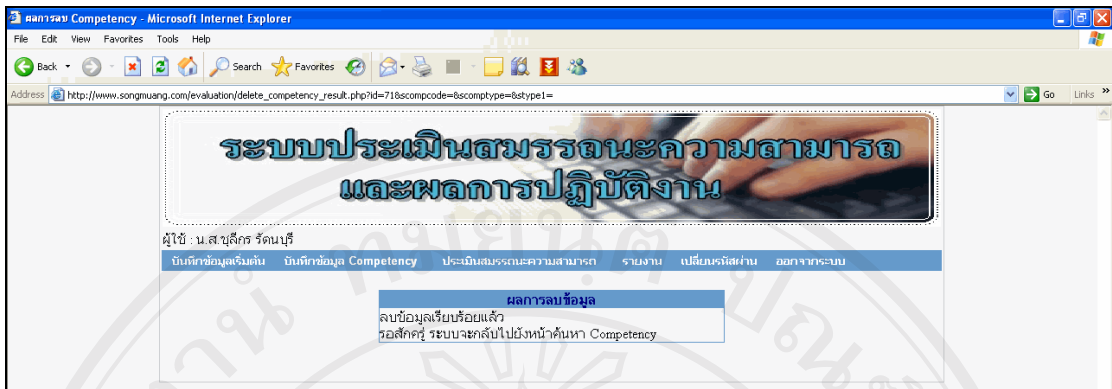 ผลการลบ Competency - Microsoft Internet Explorer
File Edit View Favorites Tools Help
Back Search Favorites
Address http://www.songmuang.com/evaluation/delete_competency_result.php?id=71&scompcode=&scomptype=&stype1= Go Links »
ระบบประเมินสมรรถนะความสามารถ
และผลการปฏิบัติงาน
ผู้ใช้ : น.ส.ชุลีกร รัตนบุรี
บันทึกข้อมูลเริ่มต้น บันทึกข้อมูล Competency ประเมินสมรรถนะความสามารถ รายงาน เปลี่ยนรหัสผ่าน ออกจากระบบ
ผลการลบข้อมูล
ลบข้อมูลเรียบร้อยแล้ว
รอสักครู่ ระบบจะกลับไปยังหน้าค้นหา Competency